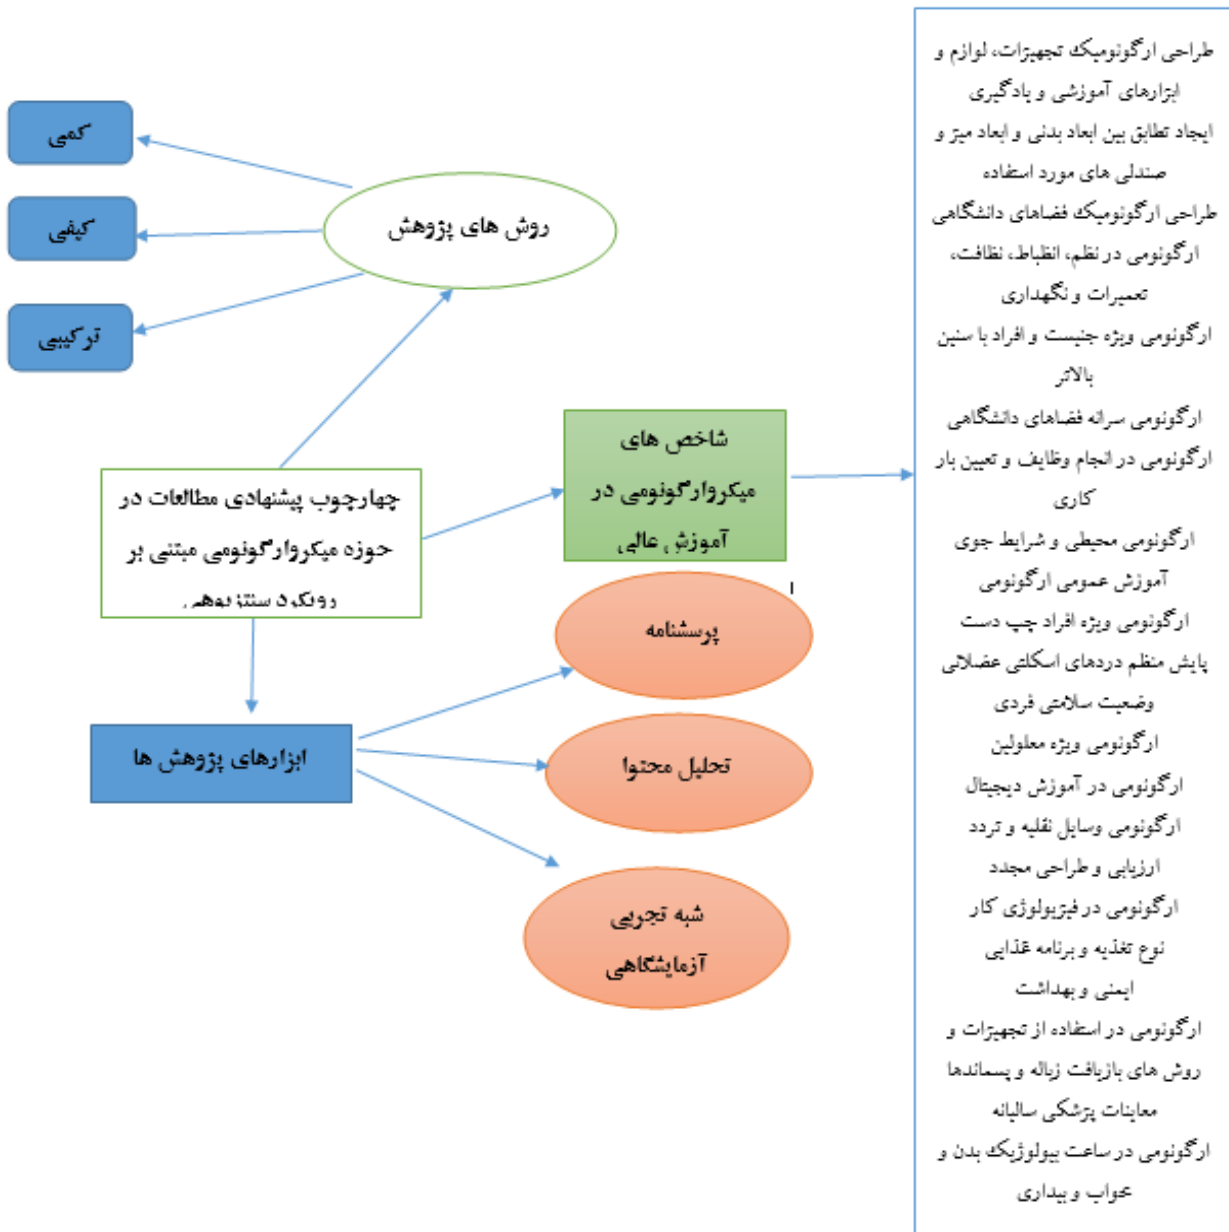 روش های پژوهش
کمی
کیفی
ترکیبی
چهارچوب پیشنهادی مطالعات در
حوزه میکروارگونومی مبتنی بر
رویکرد سنتزپوهی
شاخص های
میکروارگونومی در
آموزش عالی
ابزارهای پژوهش ها
پرسشنامه
تحلیل محتوا
شبه تجربی
آزمایشگاهی
طراحی ارگونومیک تجهیزات، لوازم و
ابزارهای آموزشی و یادگیری
ایجاد تطابق بین ابعاد بدنی و ابعاد میز و
صندلی های مورد استفاده
طراحی ارگونومیک فضاهای دانشگاهی
ارگونومی در نظم، انظباط، نظافت،
تعمیرات و نگهداری
ارگونومی ویژه جنیست و افراد با سنین
بالاتر
ارگونومی سرانه فضاهای دانشگاهی
ارگونومی در انجام وظایف و تعیین بار
کاری
ارگونومی محیطی و شرایط جوی
آموزش عمومی ارگونومی
ارگونومی ویژه افراد چپ دست
پایش منظم دردهای اسکلتی عضلانی
وضعیت سلامتی فردی
ارگونومی ویژه معلولین
ارگونومی در آموزش دیجیتال
ارگونومی وسایل نقلیه و تردد
ارزیابی و طراحی مجدد
ارگونومی در فیزیولوژی کار
نوع تغذیه و برنامه غذایی
ایمنی و بهداشت
ارگونومی در استفاده از تجهیزات و
روش های بازیافت زباله و پسماندها
معاینات پزشکی سالیانه
ارگونومی در ساعت بیولوژیک بدن و
خواب و بیداری